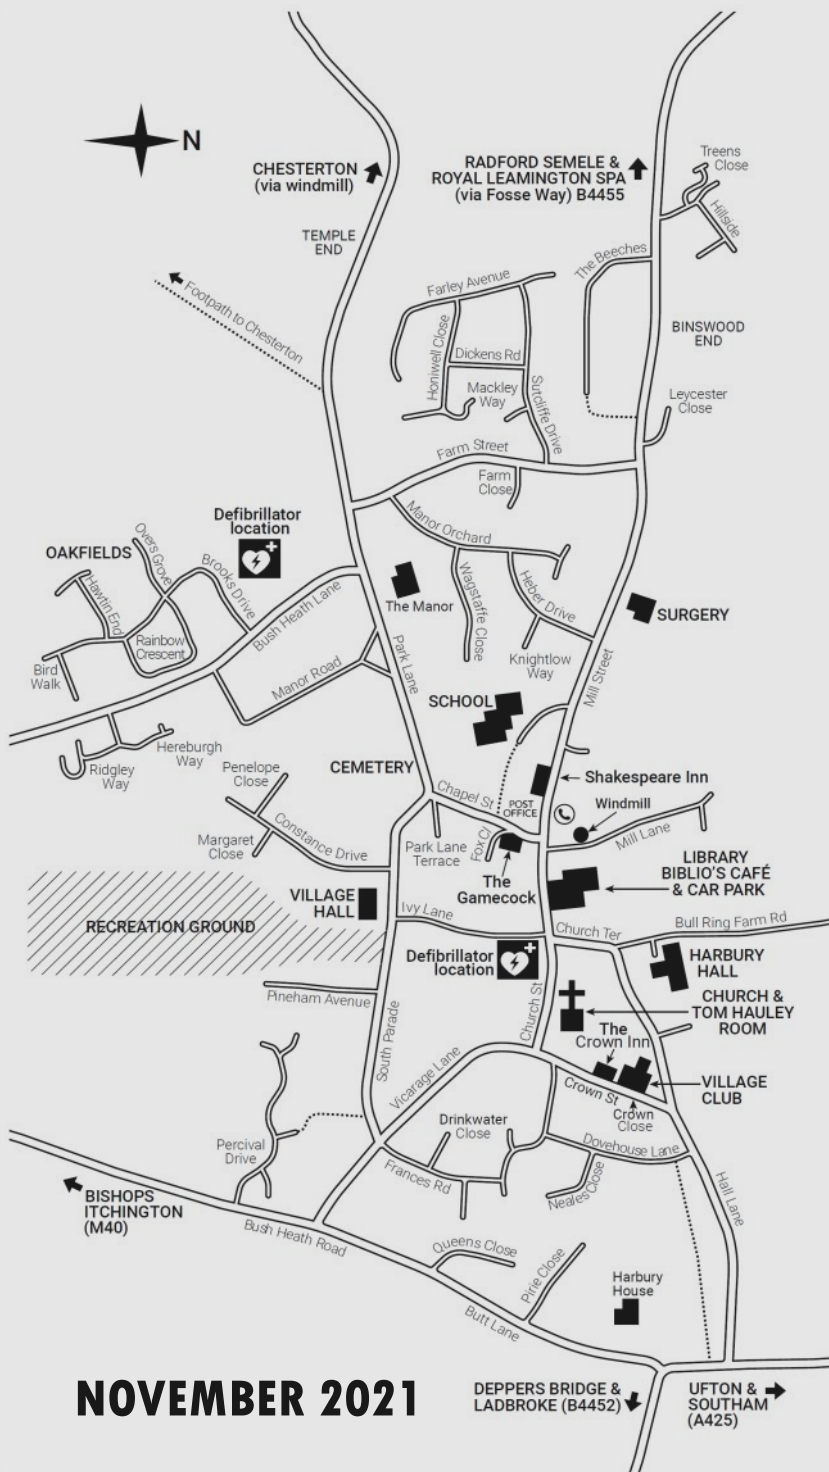 N
CHESTERTON
(via windmill)
RADFORD SEMELE &
ROYAL LEAMINGTON SPA
(via Fosse Way) B4455
Treens
Close
Hillside
TEMPLE
END
The Beeches
Footpath to Chesterton
Farley Avenue
BINSWOOD
END
Honiwell Close
Dickens Rd
Mackley
Way
Sutcliffe Drive
Leycester
Close
Farm Street
Farm
Close
Defibrillator
location
Manor Orchard
OAKFIELDS
Overs Grove
Brooks Drive
Hawtin End
Bush Heath Lane
The Manor
Wagstaffe Close
Heber Drive
SURGERY
Rainbow
Crescent
Bird
Walk
Manor Road
Park Lane
Knightlow
Way
Mill Street
SCHOOL
Hereburgh
Way
Ridgley
Way
Penelope
Close
CEMETERY
Shakespeare Inn
Chapel St
POST
OFFICE
Windmill
Margaret
Close
Constance Drive
Park Lane
Terrace
Fox Cl
Mill Lane
The
Gamecock
LIBRARY
BIBLIO'S CAFÉ
& CAR PARK
VILLAGE
HALL
Ivy Lane
RECREATION GROUND
Church Ter
Bull Ring Farm Rd
Defibrillator
location
HARBURY
HALL
Pineham Avenue
South Parade
Church St
CHURCH &
TOM HAULEY
ROOM
The
Crown Inn
Vicarage Lane
Crown St
VILLAGE
CLUB
Crown
Close
Drinkwater
Close
Dovehouse Lane
Percival
Drive
Frances Rd
Neales Close
Hall Lane
BISHOPS
ITCHINGTON
(M40)
Bush Heath Road
Queens Close
Pirie Close
Harbury
House
Butt Lane
NOVEMBER 2021
DEPPERS BRIDGE &
LADBROKE (B4452)
UFTON &
SOUTHAM
(A425)